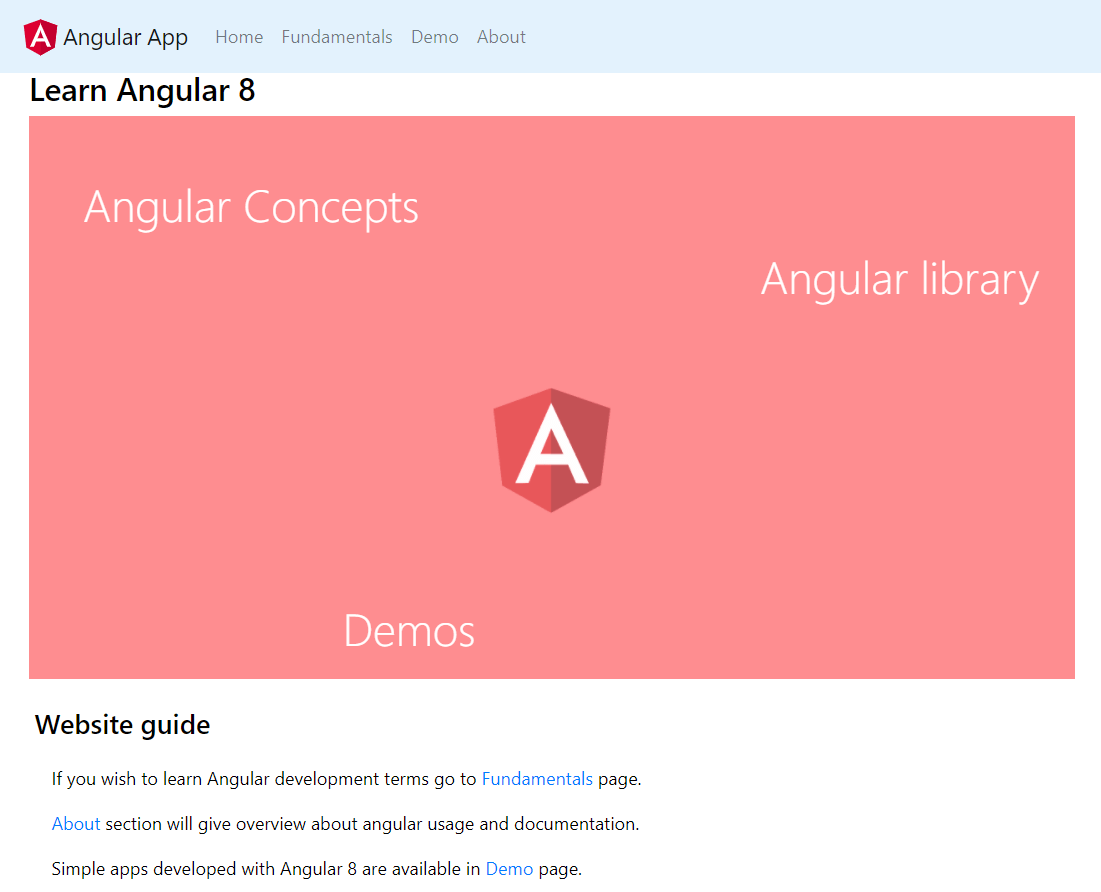 Angular App Home Fundamentals Demo About
Learn Angular 8
Angular Concepts
Angular library
A
Demos
Website guide
If you wish to learn Angular development terms go to Fundamentals page.
About section will give overview about angular usage and documentation.
Simple apps developed with Angular 8 are available in Demo page.